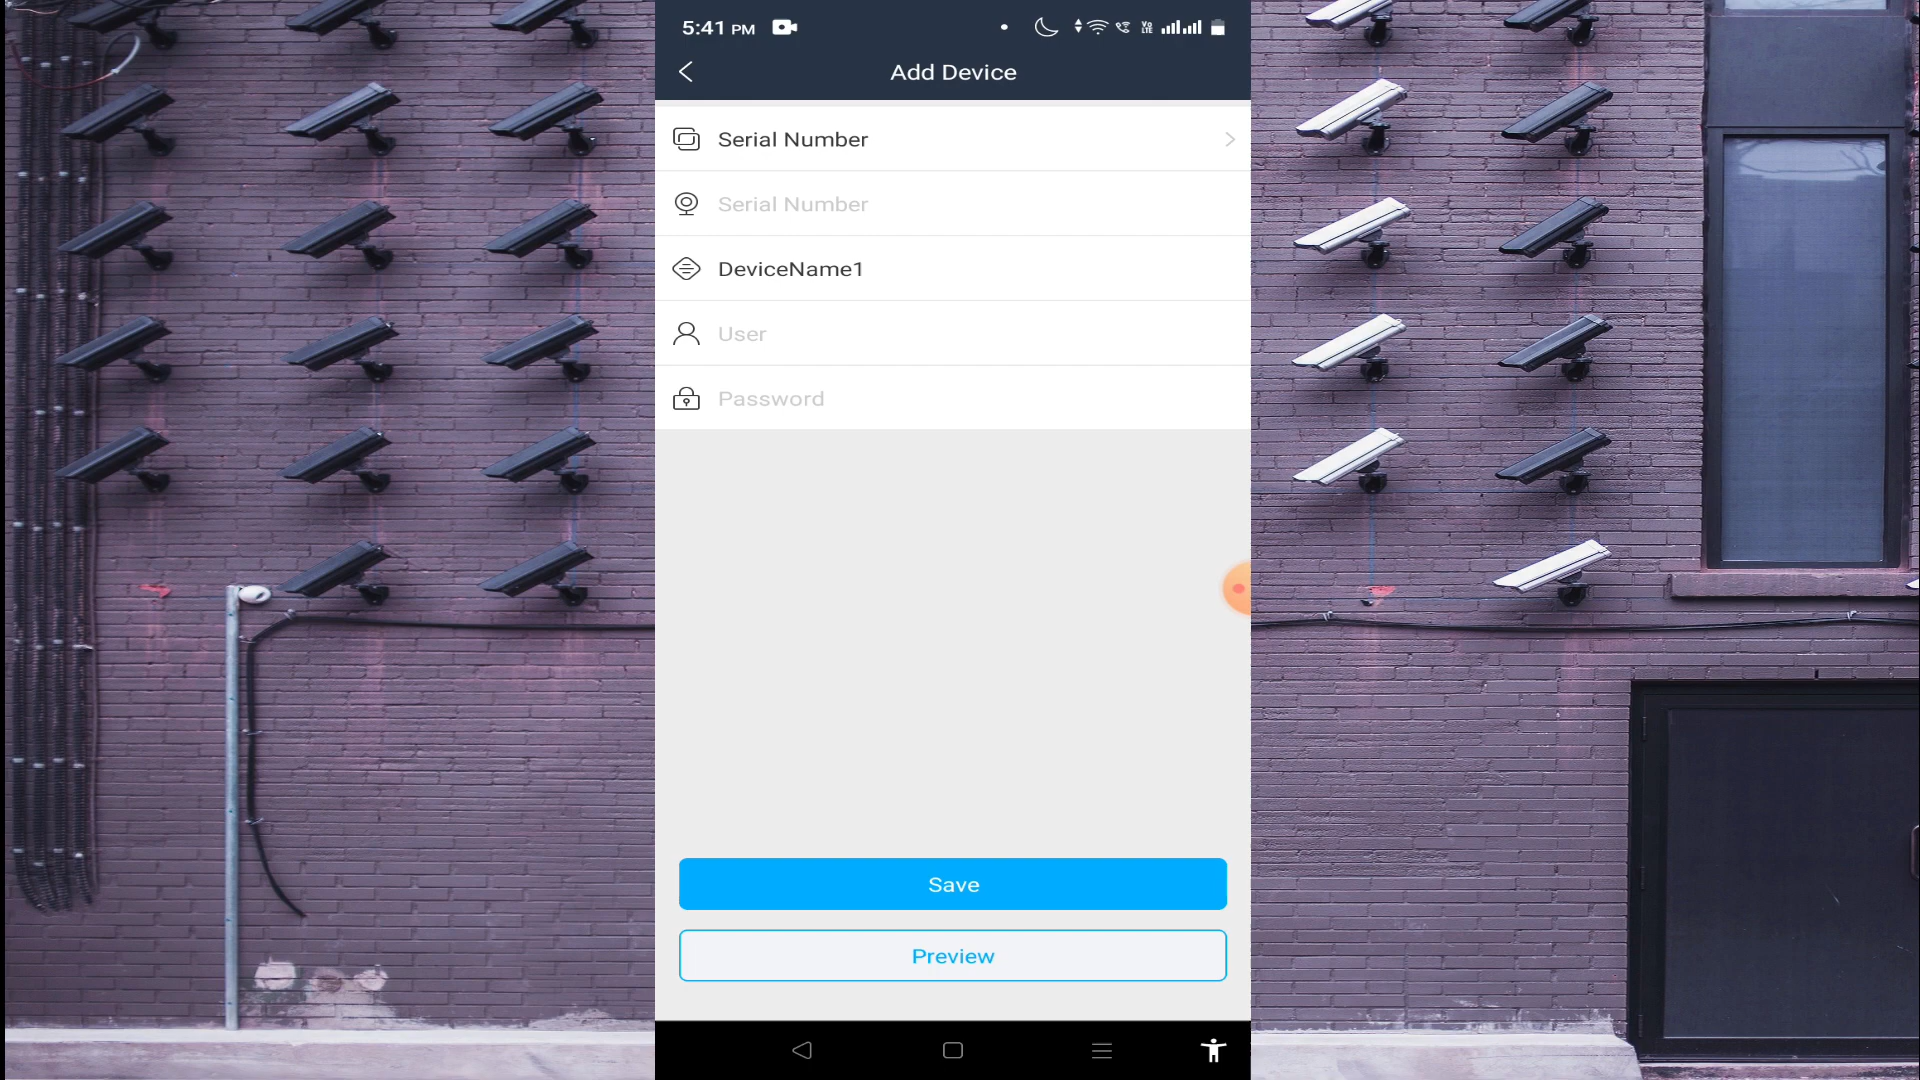 5:41 PM
Add Device
Serial Number
Serial Number
DeviceName1
User
Password
Save
Preview